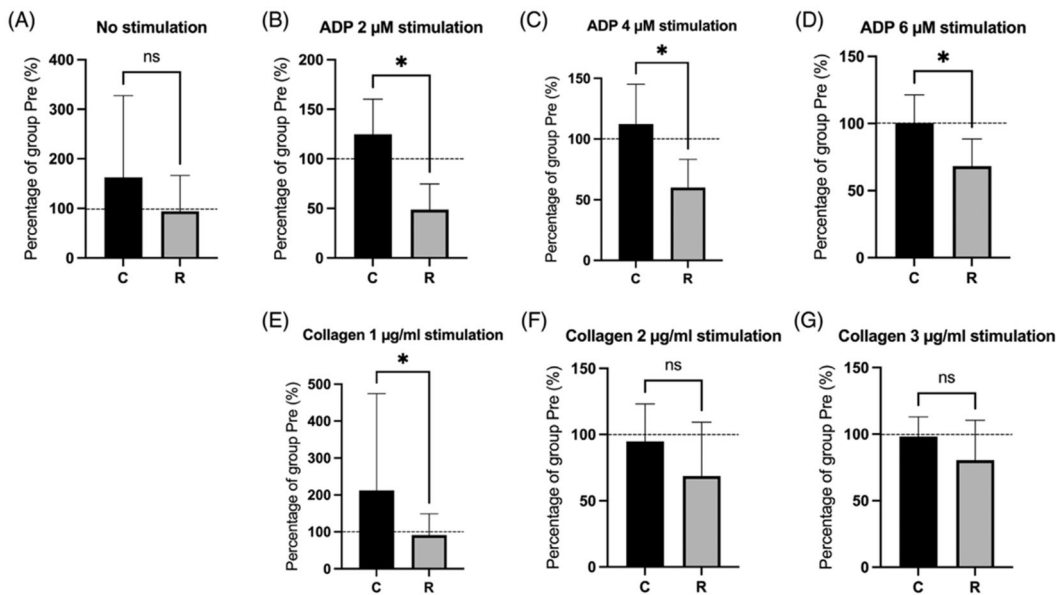 (A)
No stimulation
Percentage of group Pre (%)
400
300
200
100
0
ns
C
R
(B)
ADP 2 µM stimulation
Percentage of group Pre (%)
200
150
100
50
0
*
C
R
(C)
ADP 4 µM stimulation
Percentage of group Pre (%)
150
100
50
0
*
C
R
(D)
ADP 6 µM stimulation
Percentage of group Pre (%)
150
100
50
0
*
C
R
(E)
Collagen 1 µg/ml stimulation
Percentage of group Pre (%)
500
400
300
200
100
0
*
C
R
(F)
Collagen 2 µg/ml stimulation
Percentage of group Pre (%)
150
100
50
0
ns
C
R
(G)
Collagen 3 µg/ml stimulation
Percentage of group Pre (%)
150
100
50
0
ns
C
R